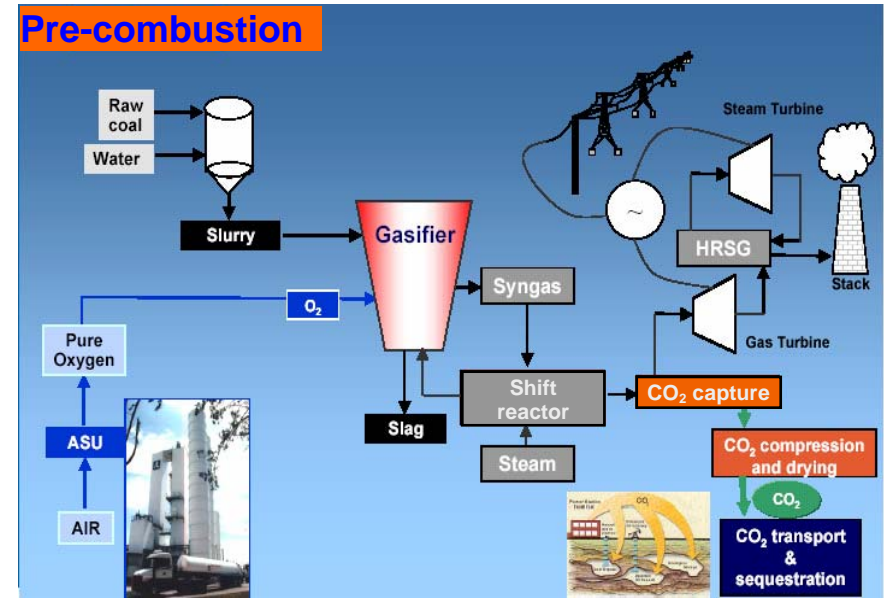 Pre-combustion
Raw
coal
Water
Slurry
Gasifier
Steam Turbine
HRSG
Stack
Gas Turbine
Syngas
O₂
Pure
Oxygen
Shift
reactor
CO₂ capture
Slag
Steam
ASU
AIR
CO₂ compression
and drying
CO₂
CO₂ transport
&
sequestration
~
CO₂